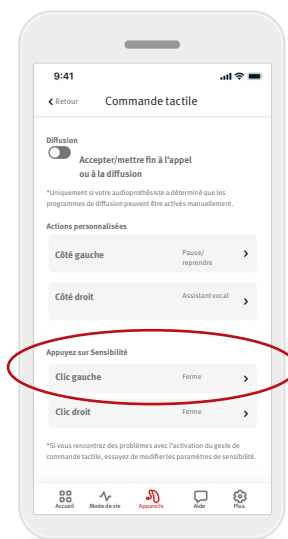 9:41
Retour
Commande tactile
Diffusion
Accepter/mettre fin à l'appel
ou à la diffusion
*Uniquement si votre audioprothésiste a déterminé que les
programmes de diffusion peuvent être activés manuellement.
Actions personnalisées
Côté gauche
Pause/
reprendre
Côté droit
Assistant vocal
Appuyez sur Sensibilité
Clic gauche
Ferme
Clic droit
Ferme
*Si vous rencontrez des problèmes avec l'activation du geste de
commande tactile, essayez de modifier les paramètres de sensibilité.
Accueil
Mode de vie
Appareils
Aide
Plus